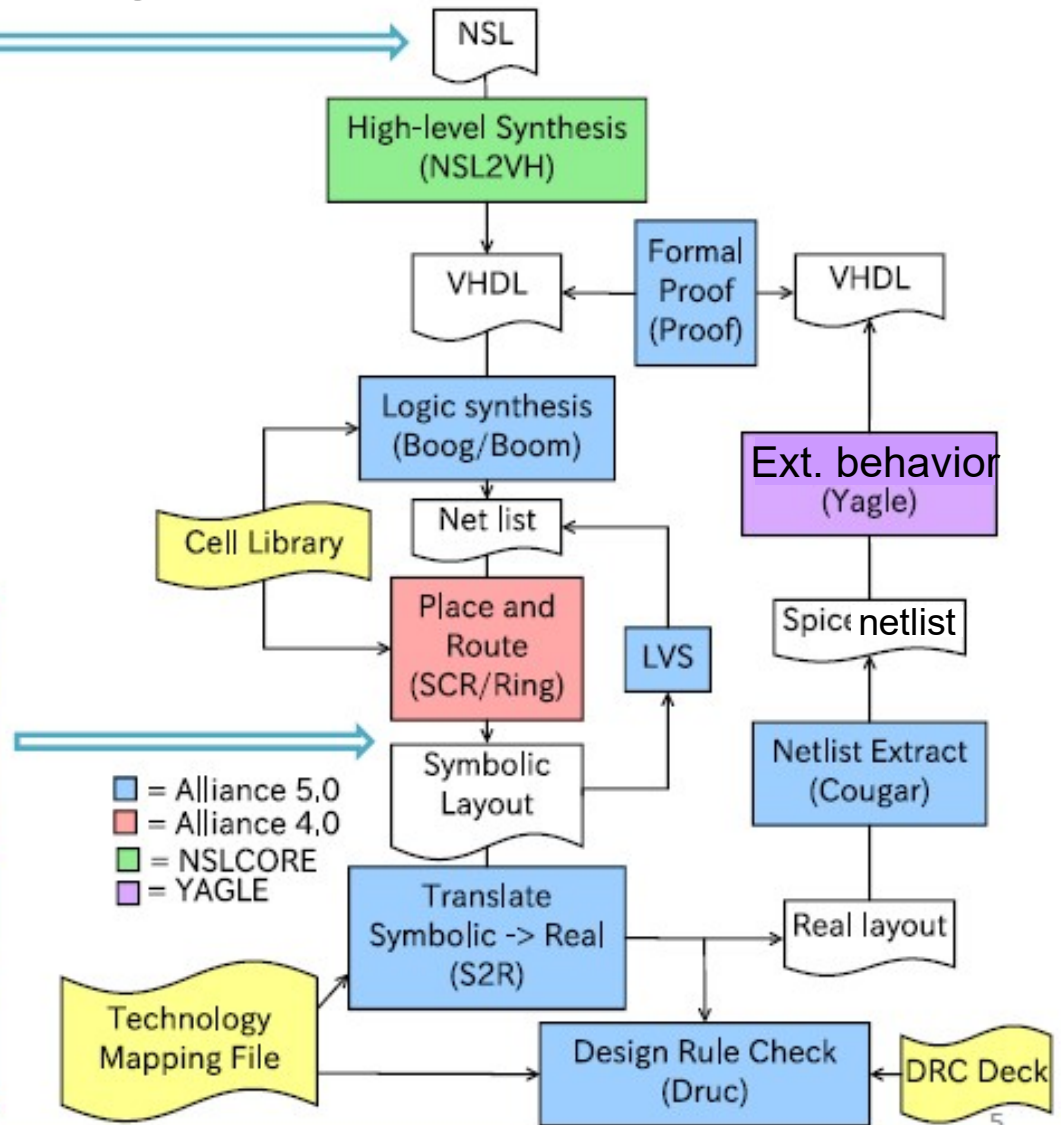 NSL
High-level Synthesis
(NSL2VH)
Formal
Proof
(Proof)
VHDL
VHDL
Logic synthesis
(Boog/Boom)
Ext. behavior
(Yagle)
Net list
Cell Library
Place and
Route
(SCR/Ring)
LVS
Spice netlist
Netlist Extract
(Cougar)
Symbolic
Layout
= Alliance 5.0
= Alliance 4.0
= NSLCORE
= YAGLE
Translate
Symbolic -> Real
(S2R)
Real layout
Technology
Mapping File
Design Rule Check
(Druc)
DRC Deck
5